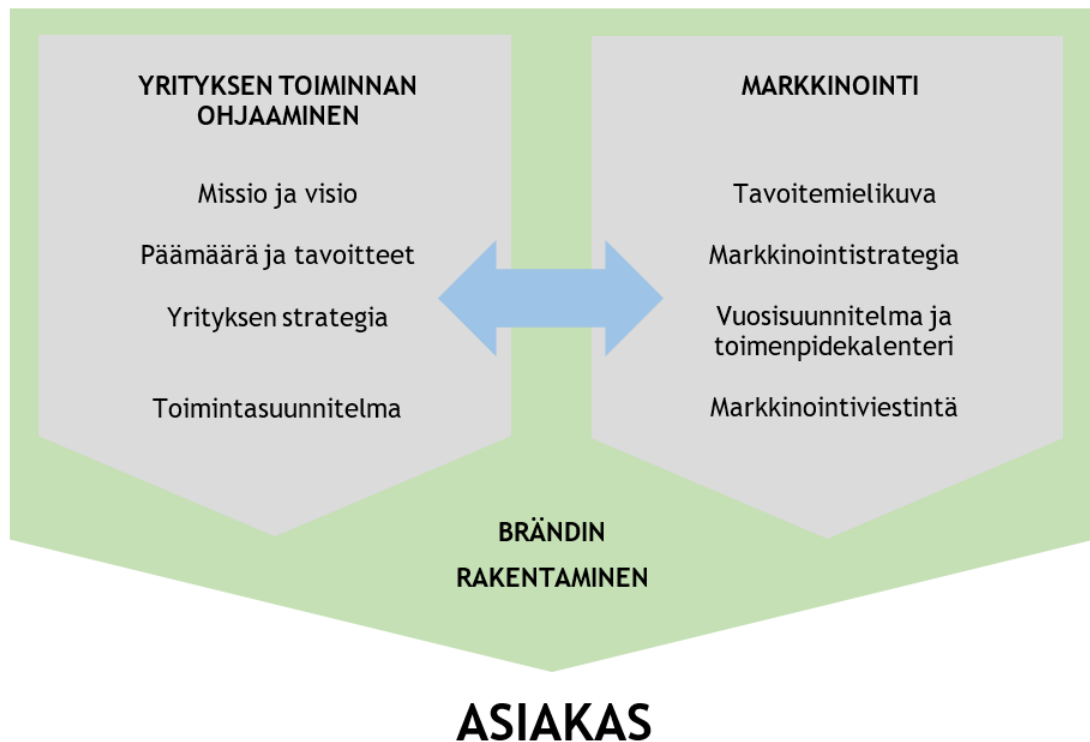 YRITYKSEN TOIMINNAN
OHJAAMINEN
Missio ja visio
Päämäärä ja tavoitteet
Yrityksen strategia
Toimintasuunnitelma
MARKKINOINTI
Tavoitemielikuva
Markkinointistrategia
Vuosisuunnitelma ja
toimenpidekalenteri
Markkinointiviestintä
BRÄNDIN
RAKENTAMINEN
ASIAKAS